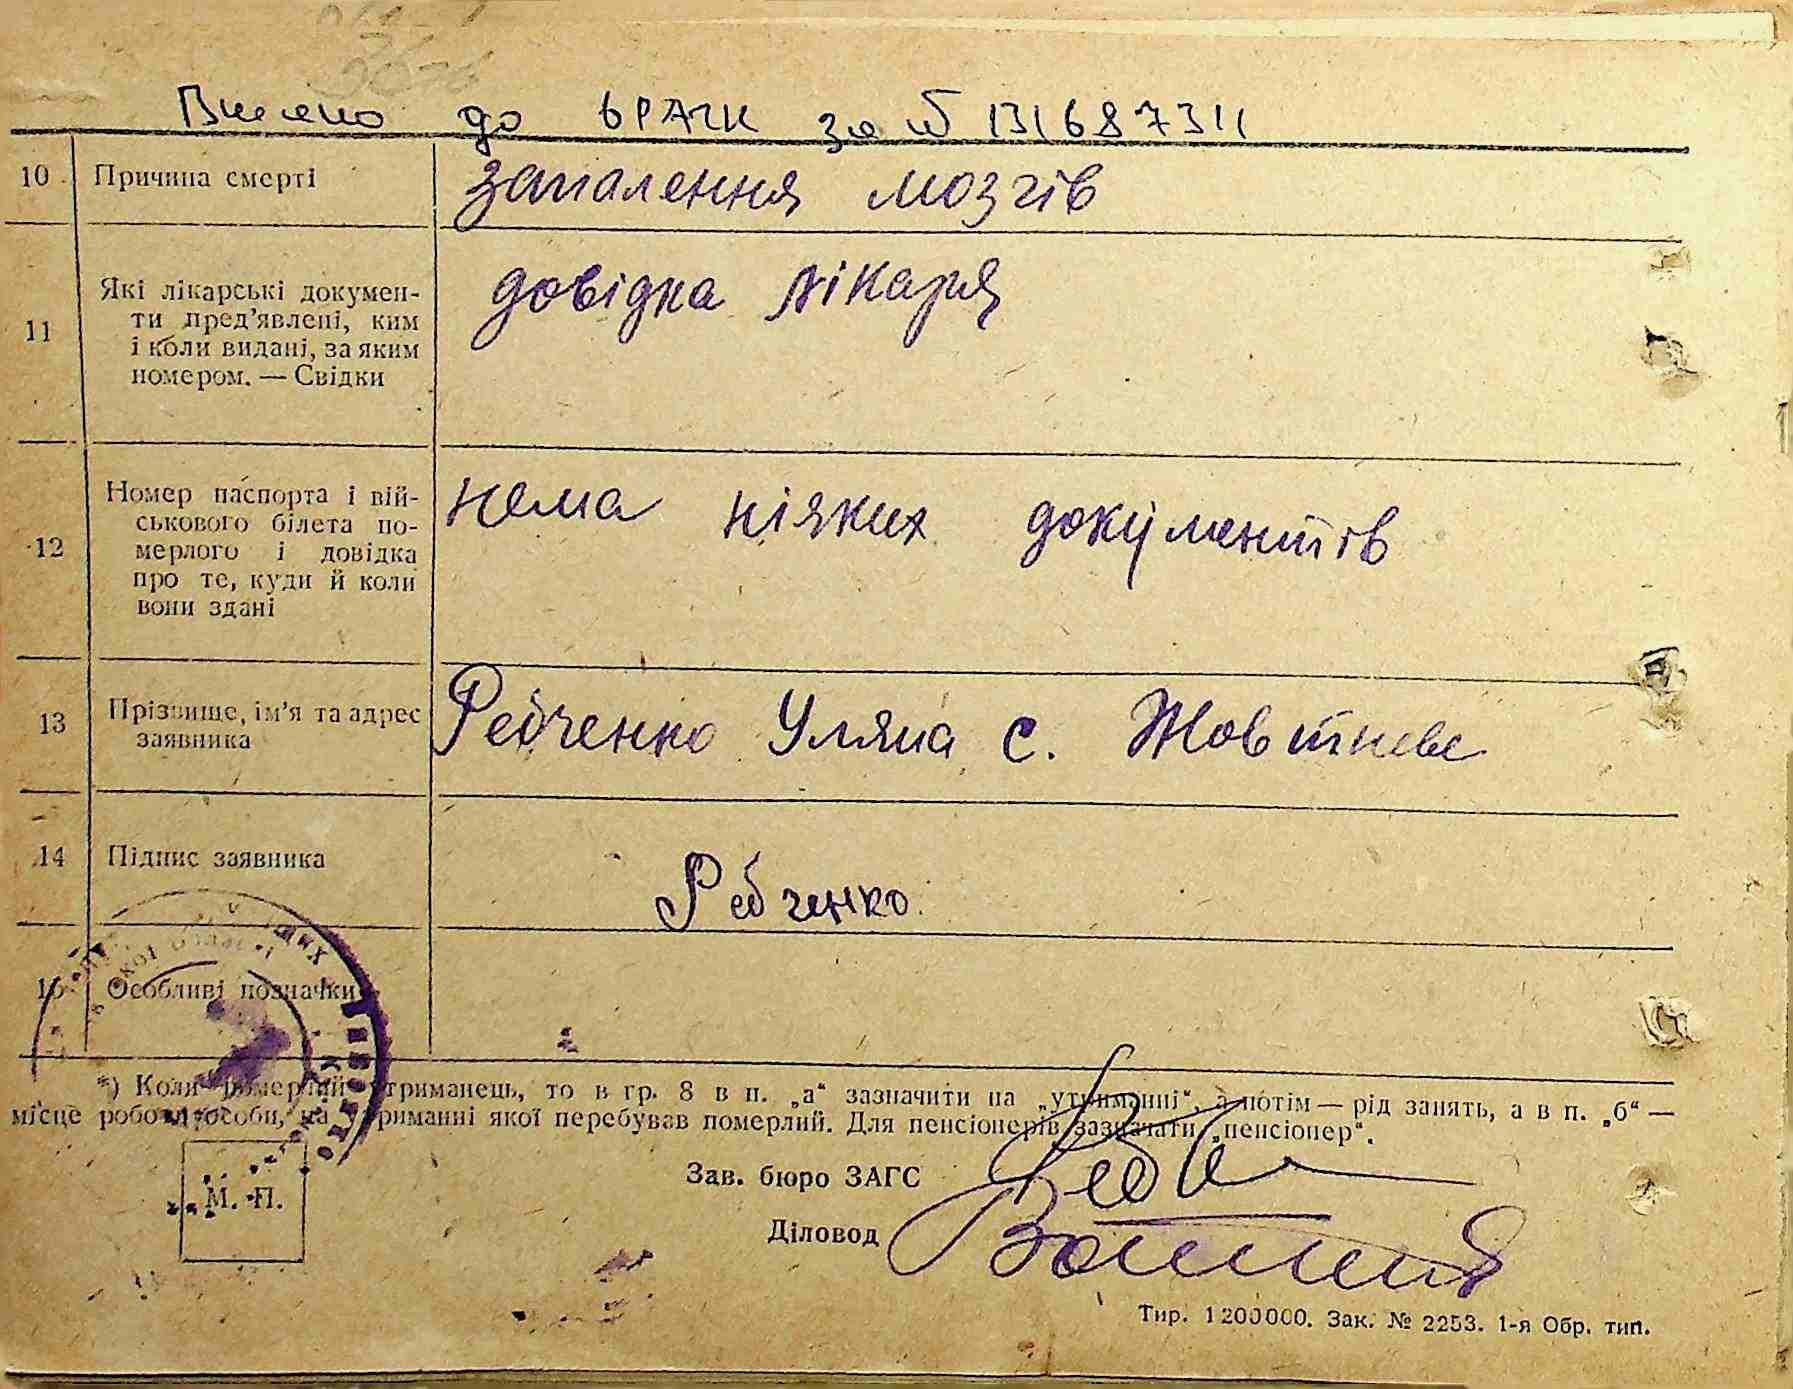 Внесено до ДРАЦС за № 131687311
10 Причина смерті запалення мозгів
11 Які лікарські докумен-
ти пред’явлені, ким
і коли видані, за яким
номером. — Свідки
довідка лікаря
12 Номер паспорта і вій-
ськового білета по-
мерлого і довідка
про те, куди й коли
вони здані
нема ніяких документів
13 Прізвище, ім’я та адрес
заявника
Ребченко Уляна с. Жовтневе
14 Підпис заявника
Ребченко
15 Особливі позначки
*) Коли померлий утриманець, то в гр. 8 в п. „а“ зазначити на „утриманні“, а потім — рід занять, а в п. „б“ —
місце роботи особи, на утриманні якої перебував померлий. Для пенсіонерів зазначати „пенсіонер“.
Зав. бюро ЗАГС
Діловод
М. П.
Тир. 1200000. Зак. № 2253. 1-я Обр. тип.